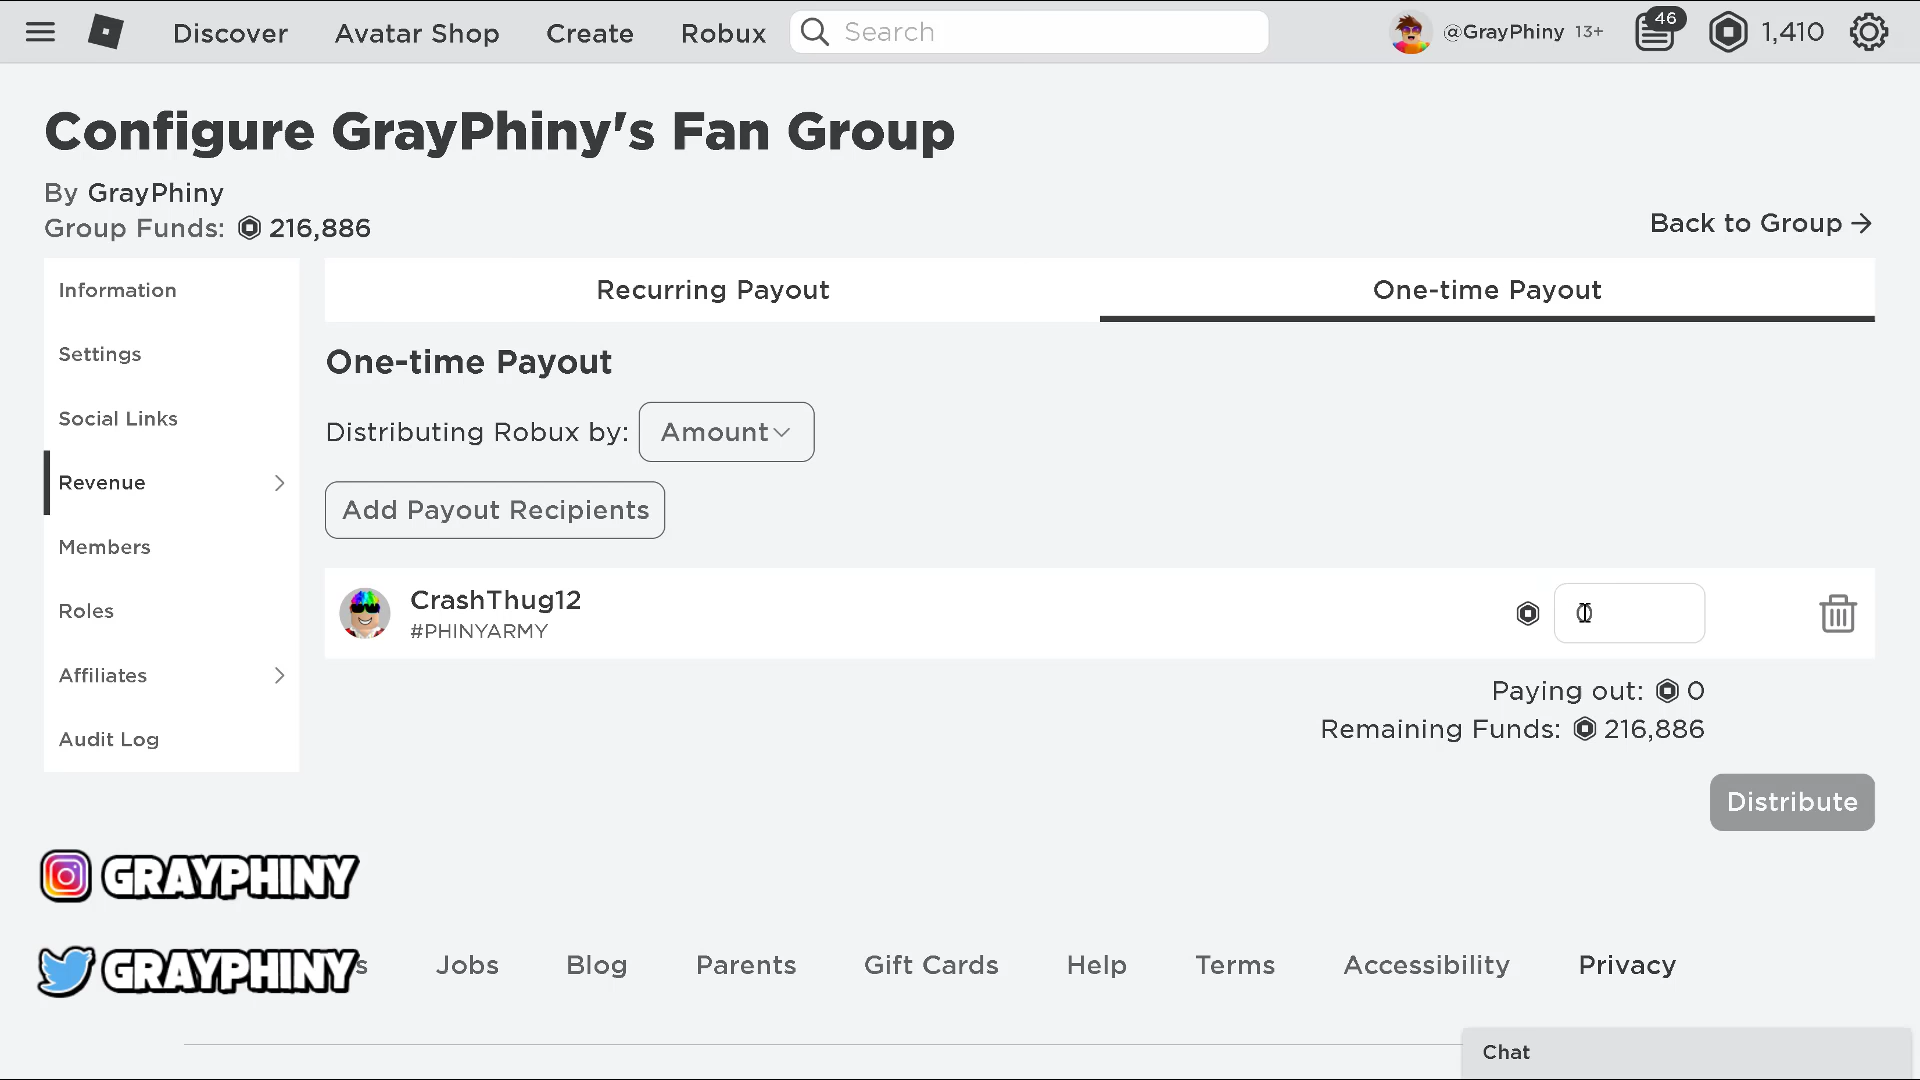 Discover Avatar Shop Create Robux Search @GrayPhiny 13+ 46 1,410
Configure GrayPhiny's Fan Group
By GrayPhiny
Group Funds: 216,886
Back to Group →
Information
Settings
Social Links
Revenue
Members
Roles
Affiliates
Audit Log
Recurring Payout One-time Payout
One-time Payout
Distributing Robux by: Amount
Add Payout Recipients
CrashThug12
#PHINYARMY
0
Paying out: 0
Remaining Funds: 216,886
Distribute
GRAYPHINY
GRAYPHINY
s Jobs Blog Parents Gift Cards Help Terms Accessibility Privacy
Chat